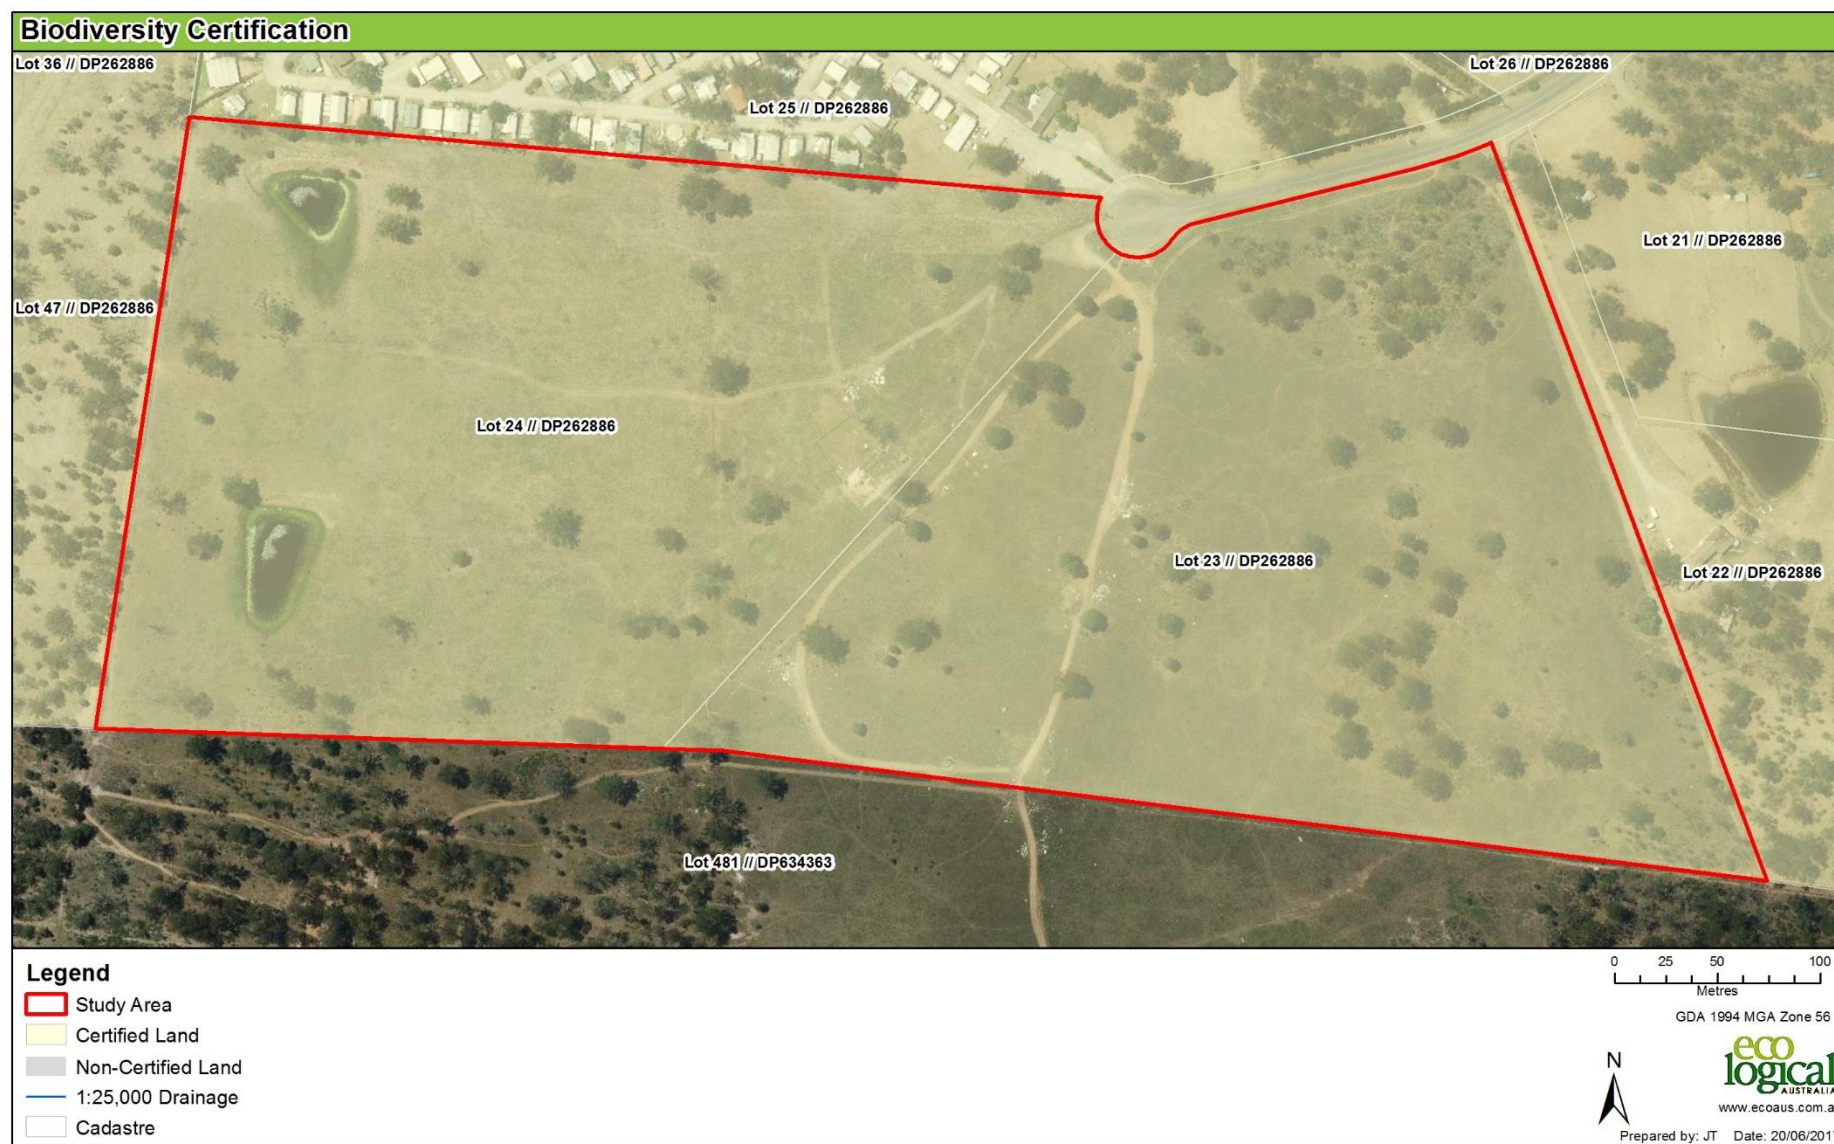 Biodiversity Certification
Lot 36 // DP262886
Lot 26 // DP262886
Lot 25 // DP262886
Lot 21 // DP262886
Lot 47 // DP262886
Lot 24 // DP262886
Lot 23 // DP262886
Lot 22 // DP262886
Lot 481 // DP634363
Legend
Study Area
Certified Land
Non-Certified Land
1:25,000 Drainage
Cadastre
0 25 50 100
Metres
GDA 1994 MGA Zone 56
N
eco
logical
AUSTRALIA
www.ecoaus.com.a
Prepared by: JT Date: 20/06/201